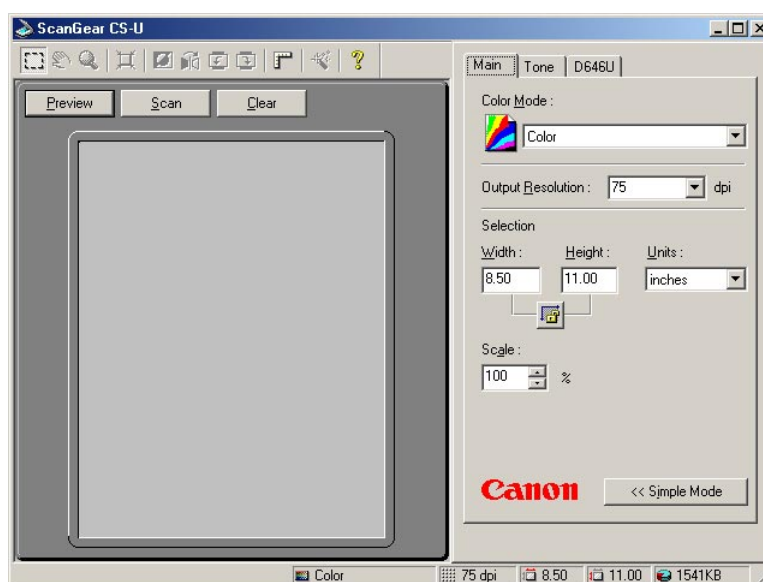 ScanGear CS-U
Preview Scan Clear
Main Tone D646U
Color Mode :
Color
Output Resolution : 75 dpi
Selection
Width : Height : Units :
8.50 11.00 inches
Scale :
100 %
Canon << Simple Mode
Color 75 dpi 8.50 11.00 1541KB